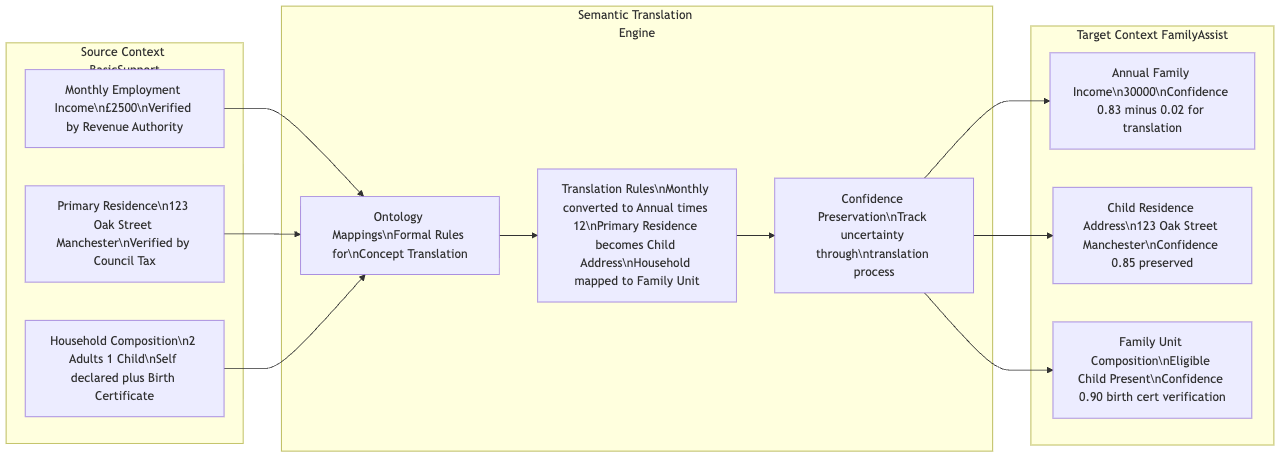 Source Context
BasicSupport
Monthly Employment
Income\n£2500\nVerified
by Revenue Authority
Primary Residence\n123
Oak Street
Manchester\nVerified by
Council Tax
Household Composition\n2
Adults 1 Child\nSelf
declared plus Birth
Certificate
Semantic Translation
Engine
Ontology
Mappings\nFormal Rules
for\nConcept Translation
Translation Rules\nMonthly
converted to Annual times
12\nPrimary Residence
becomes Child
Address\nHousehold
mapped to Family Unit
Confidence
Preservation\nTrack
uncertainty
through\ntranslation
process
Target Context FamilyAssist
Annual Family
Income\n30000\nConfidence
0.83 minus 0.02 for
translation
Child Residence
Address\n123 Oak Street
Manchester\nConfidence
0.85 preserved
Family Unit
Composition\nEligible
Child Present\nConfidence
0.90 birth cert verification